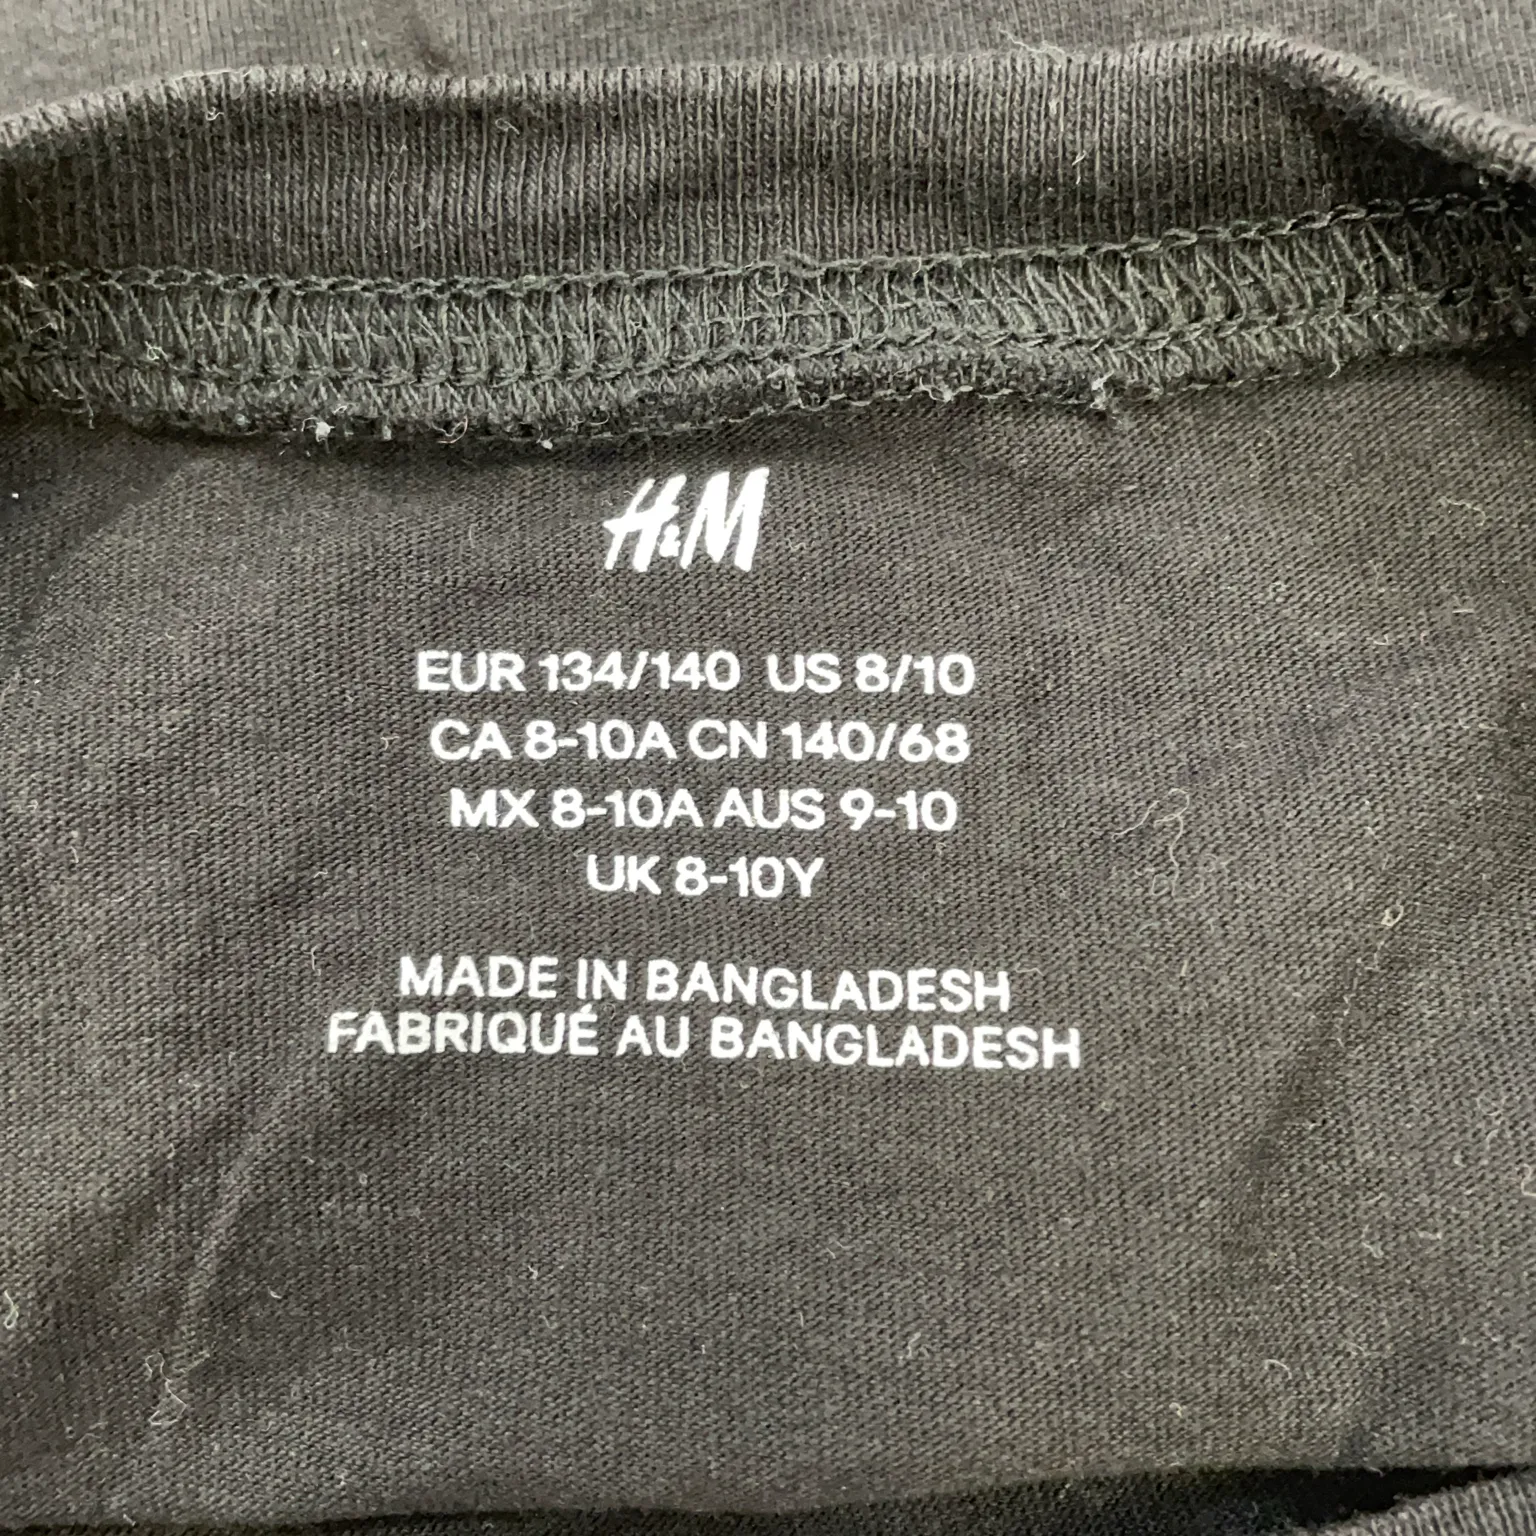 H&M
EUR 134/140 US 8/10
CA 8-10A CN 140/68
MX 8-10A AUS 9-10
UK 8-10Y
MADE IN BANGLADESH
FABRIQUÉ AU BANGLADESH